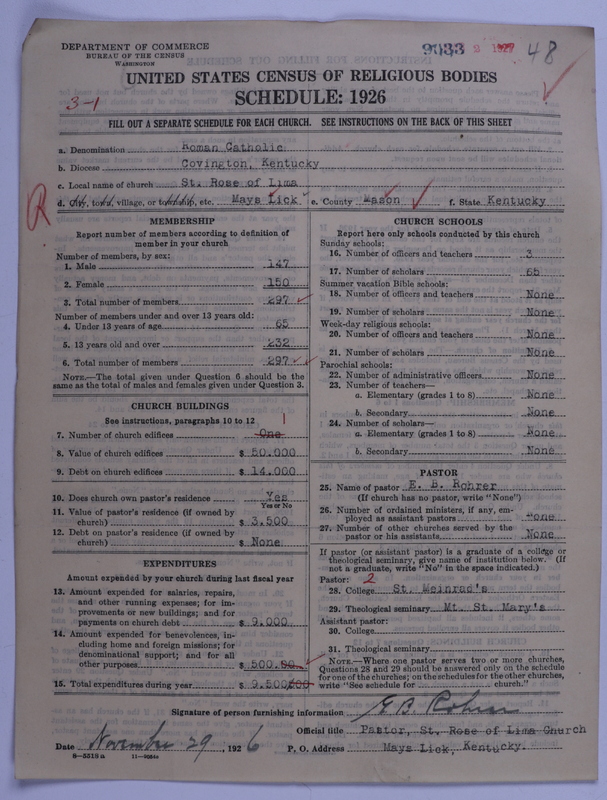 DEPARTMENT OF COMMERCE
BUREAU OF THE CENSUS
WASHINGTON
2 1927 48
UNITED STATES CENSUS OF RELIGIOUS BODIES
3-1
SCHEDULE: 1926
FILL OUT A SEPARATE SCHEDULE FOR EACH CHURCH. SEE INSTRUCTIONS ON THE BACK OF THIS SHEET
a. Denomination Roman Catholic
b. Diocese Covington, Kentucky
c. Local name of church St. Rose of Lima
R
d. City, town, village, or township, etc. Mays Lick e. County Mason f. State Kentucky
MEMBERSHIP
Report number of members according to definition of
member in your church
Number of members, by sex:
1. Male 147
2. Female 150
3. Total number of members 297
Number of members under and over 13 years old:
4. Under 13 years of age 65
5. 13 years old and over 232
6. Total number of members 297
NOTE.—The total given under Question 6 should be the
same as the total of males and females given under Question 3.
CHURCH BUILDINGS
See instructions, paragraphs 10 to 12
1
7. Number of church edifices One
8. Value of church edifices $ 50.000
9. Debt on church edifices $ 14.000
10. Does church own pastor's residence Yes
Yes or No
11. Value of pastor's residence (if owned by
church) $ 3.500
12. Debt on pastor's residence (if owned by
church) $ None
EXPENDITURES
Amount expended by your church during last fiscal year
13. Amount expended for salaries, repairs,
and other running expense; for im-
provements or new buildings; and for
payments on church debt $ 9.000
14. Amount expended for benevolences, in-
cluding home and foreign missions; for
denominational support; and for all
other purposes $ 500.00
15. Total expenditures during year $ 9.500.00
CHURCH SCHOOLS
Report here only schools conducted by this church
Sunday schools:
16. Number of officers and teachers 3
17. Number of scholars 65
Summer vacation Bible schools:
18. Number of officers and teachers None
19. Number of scholars None
Week-day religious schools:
20. Number of officers and teachers None
21. Number of scholars None
Parochial schools:
22. Number of administrative officers None
23. Number of teachers—
a. Elementary (grades 1 to 8) None
b. Secondary None
24. Number of scholars—
a. Elementary (grades 1 to 8) None
b. Secondary None
PASTOR
25. Name of pastor E. B. Rohrer
(If church has no pastor, write "None")
26. Number of ordained ministers, if any, em-
ployed as assistant pastors None
27. Number of other churches served by the
pastor or his assistants None
If pastor (or assistant pastor) is a graduate of a college or
theological seminary, give name of institution below. (If
not a graduate, write "No" in the space indicated.)
Pastor: 2
28. College St. Meinrad's
29. Theological seminary Mt. St. Mary's
Assistant pastor:
30. College
31. Theological seminary
NOTE.—Where one pastor serves two or more churches,
Questions 28 and 29 should be answered only on the schedule
for one of the churches; on the schedules for the other churches,
write "See schedule for church."
Signature of person furnishing information E. B. Rohrer
Official title Pastor, St. Rose of Lima Church
Date November 29, 1926 P. O. Address Mays Lick, Kentucky.
8—5318 a